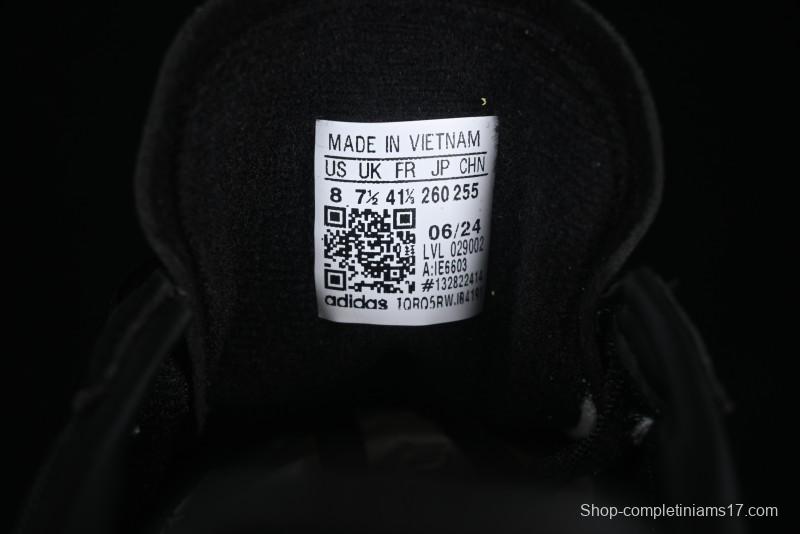 MADE IN VIETNAM
US UK FR JP CHN
8 7½ 41⅓ 260 255
06/24
LVL 029002
A:IE6603
#132822414
adidas
Shop-completiniams17.com